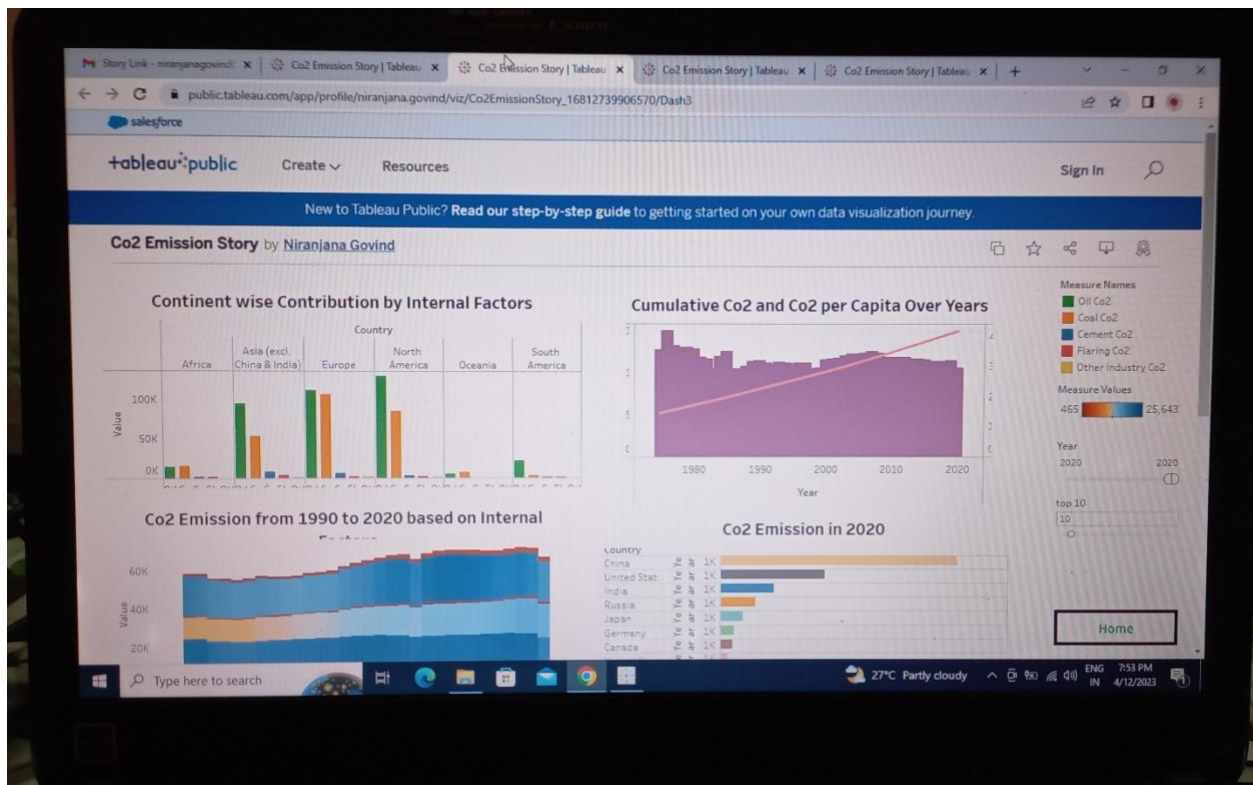 Story Link - niranjanagovind
Co2 Emission Story | Tableau
Co2 Emission Story | Tableau
Co2 Emission Story | Tableau
Co2 Emission Story | Tableau
public.tableau.com/app/profile/niranjana.govind/viz/Co2EmissionStory_16812739906570/Dash3
salesforce
+ableau public
Create
Resources
Sign In
New to Tableau Public? Read our step-by-step guide to getting started on your own data visualization journey.
Co2 Emission Story by Niranjana Govind
Continent wise Contribution by Internal Factors
Country
Africa
Asia (excl.
China & India)
Europe
North
America
Oceania
South
America
Value
100K
50K
0K
Cumulative Co2 and Co2 per Capita Over Years
1980 1990 2000 2010 2020
Year
Measure Names
Oil Co2
Coal Co2
Cement Co2
Flaring Co2
Other Industry Co2
Measure Values
465 25,643
Year
2020 2020
top 10
10
Co2 Emission from 1990 to 2020 based on Internal
Value
60K
40K
20K
Co2 Emission in 2020
Country
China 1K
United Stat 1K
India 1K
Russia 1K
Japan 1K
Germany 1K
Canada 1K
Home
Type here to search
27°C Partly cloudy
ENG
IN
7:53 PM
4/12/2023